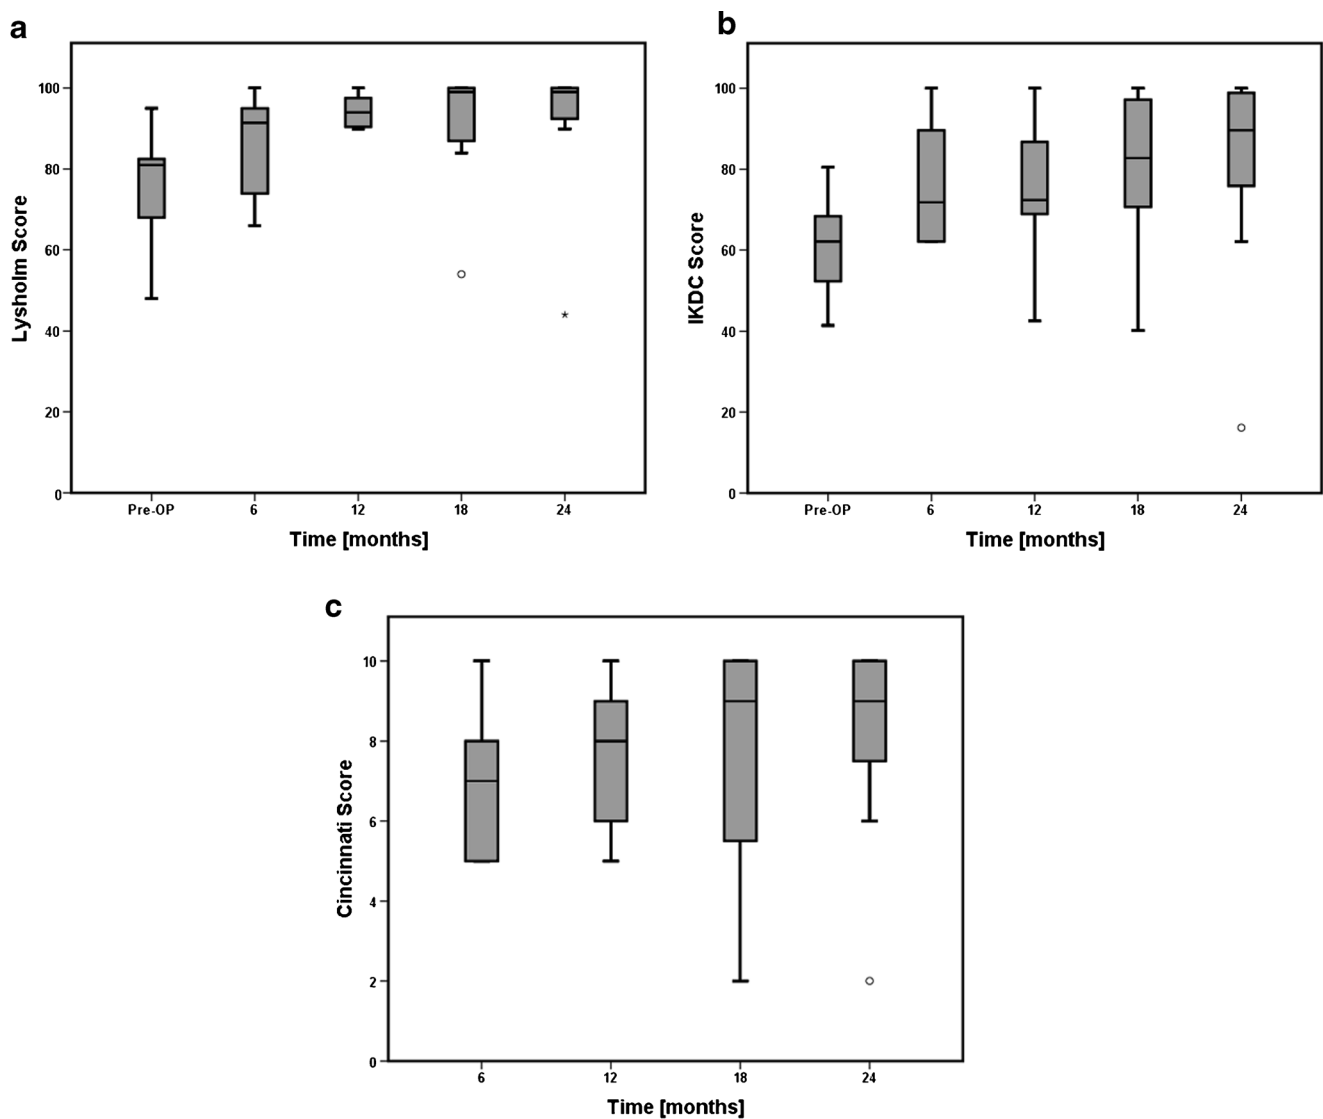 a
Lysholm Score
100
80
60
40
20
0
Pre-OP 6 12 18 24
Time [months]
b
IKDC Score
100
80
60
40
20
0
Pre-OP 6 12 18 24
Time [months]
c
Cincinnati Score
10
8
6
4
2
0
6 12 18 24
Time [months]